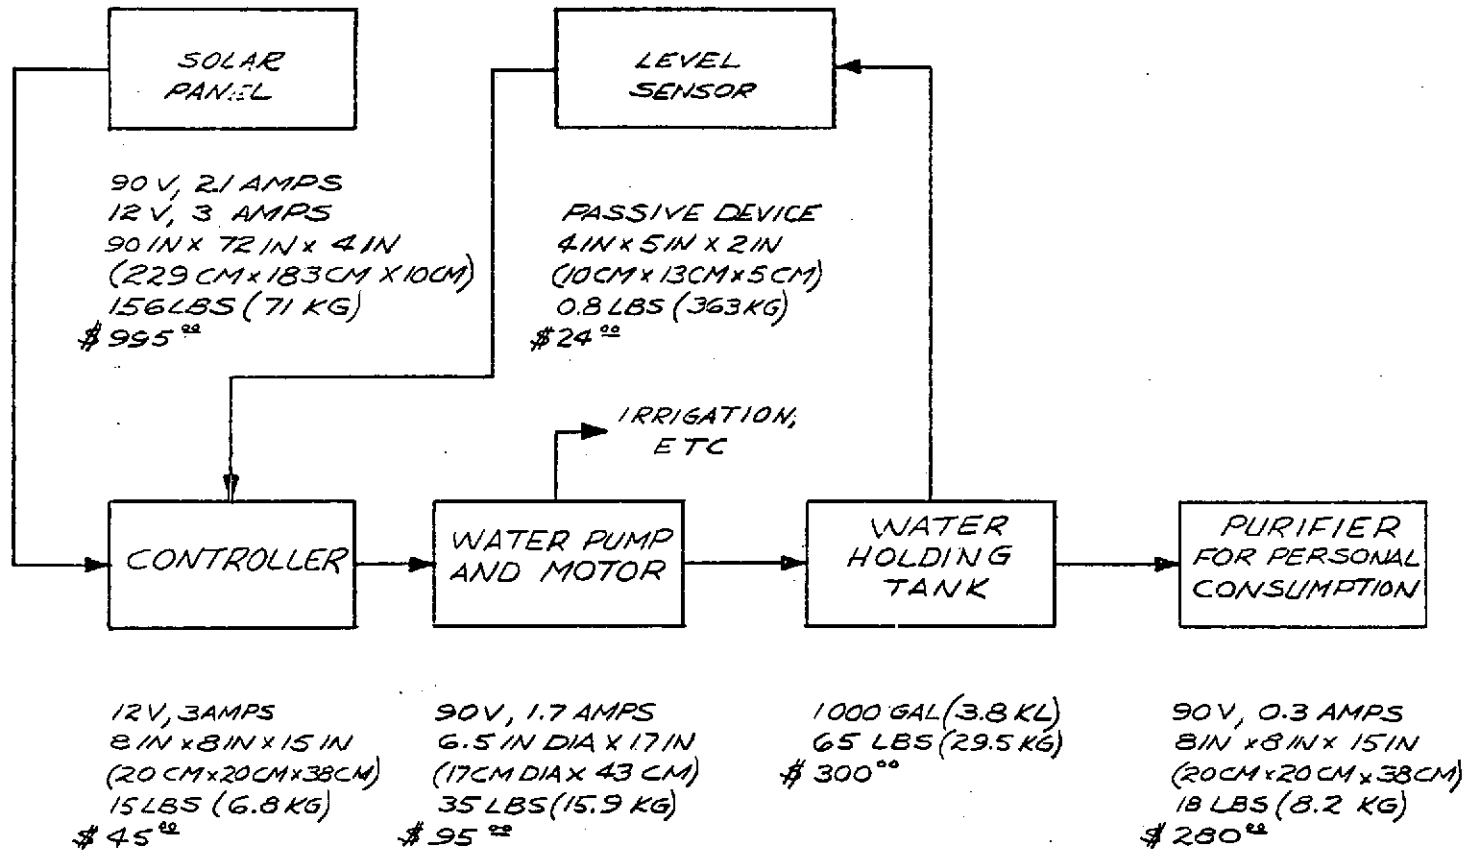 SOLAR
PANEL
90 V, 2.1 AMPS
12 V, 3 AMPS
90 IN x 72 IN x 4 IN
(229 CM x 183 CM x 10 CM)
156 LBS (71 KG)
$ 995 00
LEVEL
SENSOR
PASSIVE DEVICE
4 IN x 5 IN x 2 IN
(10 CM x 13 CM x 5 CM)
0.8 LBS (363 KG)
$ 24 00
IRRIGATION,
ETC
CONTROLLER
12 V, 3 AMPS
8 IN x 8 IN x 15 IN
(20 CM x 20 CM x 38 CM)
15 LBS (6.8 KG)
$ 45 00
WATER PUMP
AND MOTOR
90 V, 1.7 AMPS
6.5 IN DIA x 17 IN
(17 CM DIA x 43 CM)
35 LBS (15.9 KG)
$ 95 00
WATER
HOLDING
TANK
1000 GAL (3.8 KL)
65 LBS (29.5 KG)
$ 300 00
PURIFIER
FOR PERSONAL
CONSUMPTION
90 V, 0.3 AMPS
8 IN x 8 IN x 15 IN
(20 CM x 20 CM x 38 CM)
18 LBS (8.2 KG)
$ 280 00